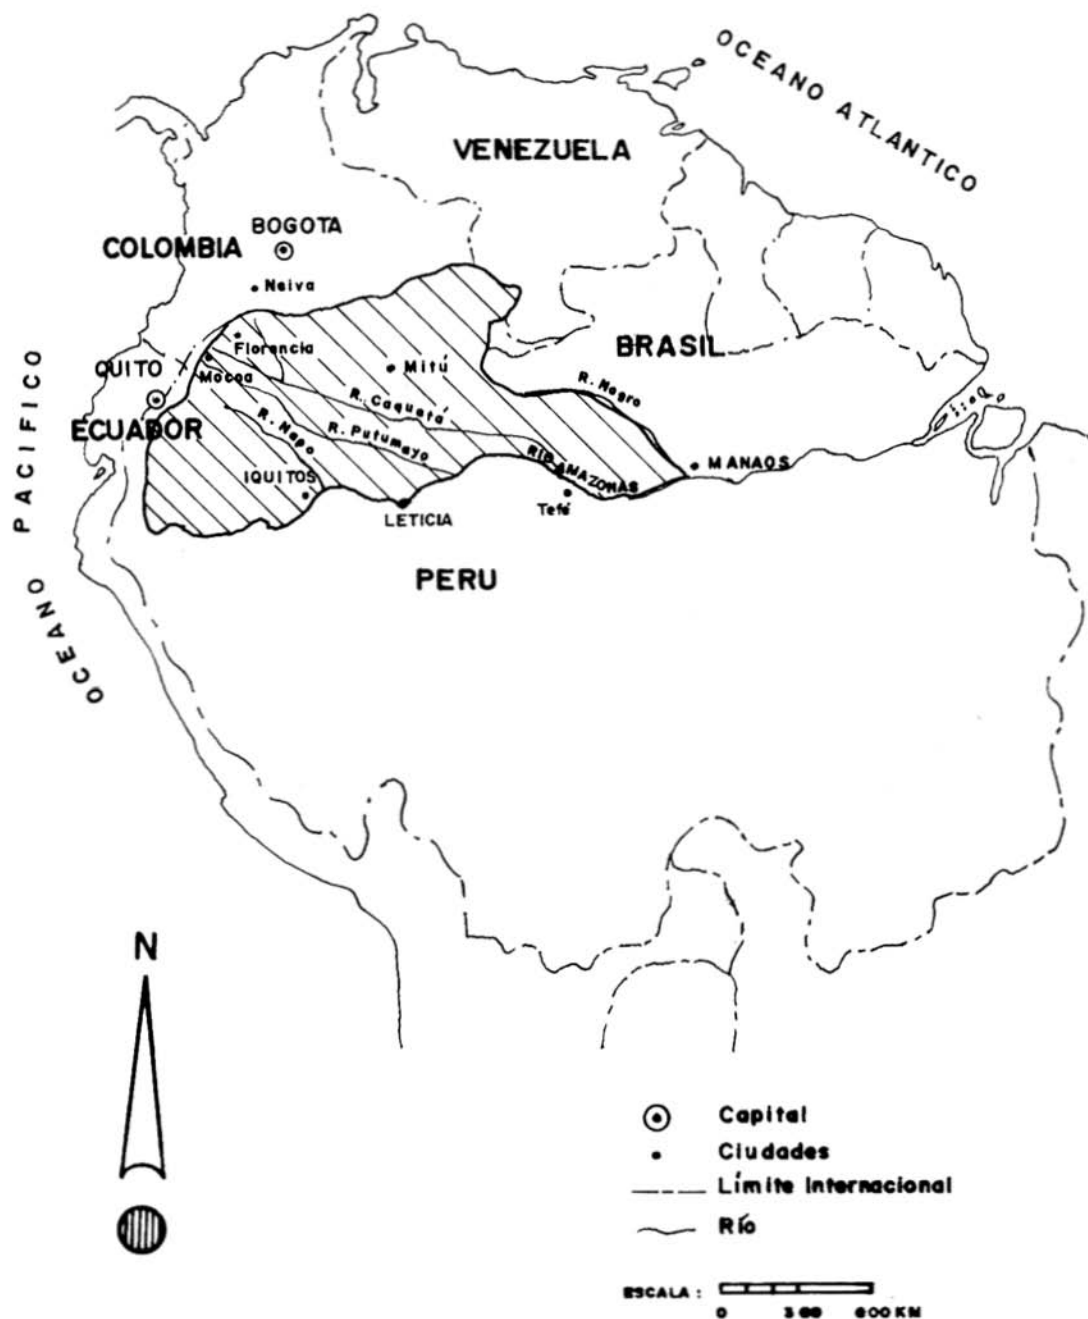 OCEANO ATLANTICO
VENEZUELA
BOGOTA
COLOMBIA
Neiva
Florencia
BRASIL
QUITO
Mocoa
Mitú
R. Negro
R. Caquetá
ECUADOR
R. Napo
R. Putumayo
RÍO AMAZONAS
MANAOS
IQUITOS
LETICIA
Tefé
OCEANO PACIFICO
PERU
N
Capital
Ciudades
Límite Internacional
Río
ESCALA :
0 300 600 KM